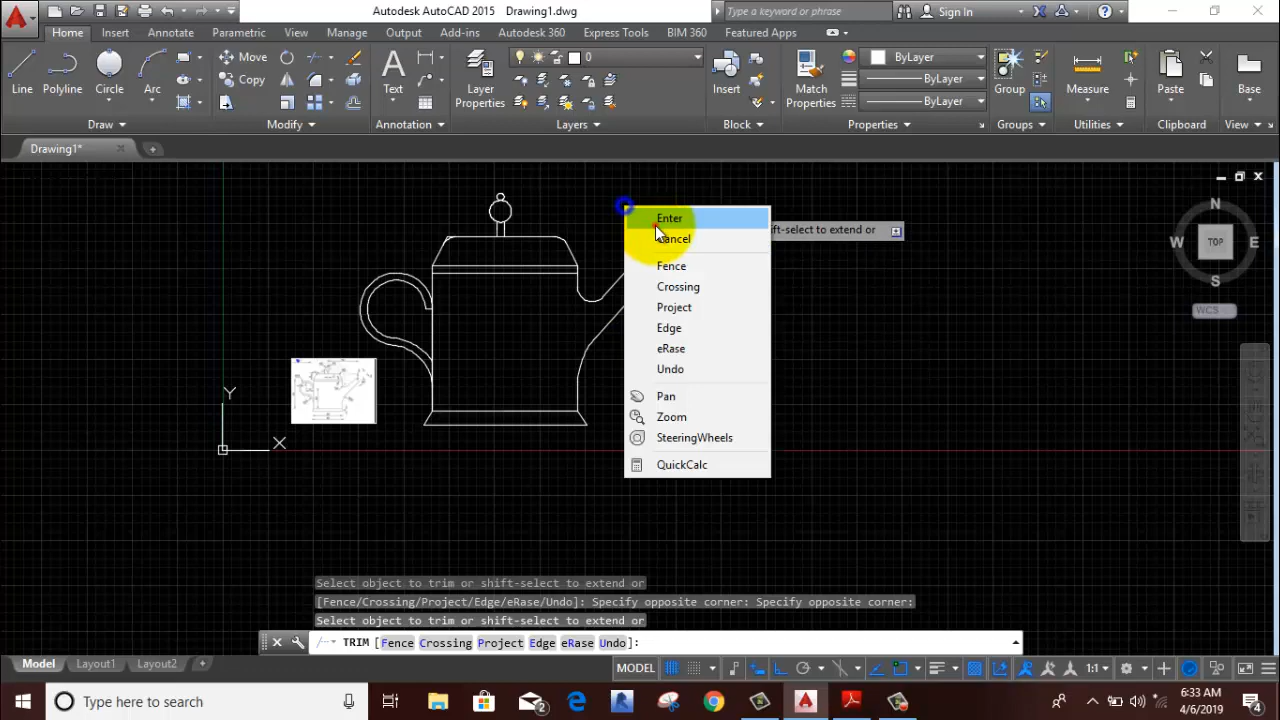 Autodesk AutoCAD 2015 Drawing1.dwg
Type a keyword or phrase
Sign In
Home Insert Annotate Parametric View Manage Output Add-ins Autodesk 360 Express Tools BIM 360 Featured Apps
Line
Polyline
Circle
Arc
Move
Copy
Text
Layer
Properties
0
Insert
Match
Properties
ByLayer
ByLayer
ByLayer
Group
Measure
Paste
Base
Draw
Modify
Annotation
Layers
Block
Properties
Groups
Utilities
Clipboard
View
Drawing1*
N
W TOP E
S
WCS
Enter
Cancel
Fence
Crossing
Project
Edge
eRase
Undo
Pan
Zoom
SteeringWheels
QuickCalc
ift-select to extend or
Y
X
Select object to trim or shift-select to extend or
[Fence/Crossing/Project/Edge/eRase/Undo]: Specify opposite corner: Specify opposite corner:
Select object to trim or shift-select to extend or
TRIM [Fence Crossing Project Edge eRase Undo]:
Model Layout1 Layout2
MODEL
1:1
Type here to search
2
6:33 AM
4/6/2019
4